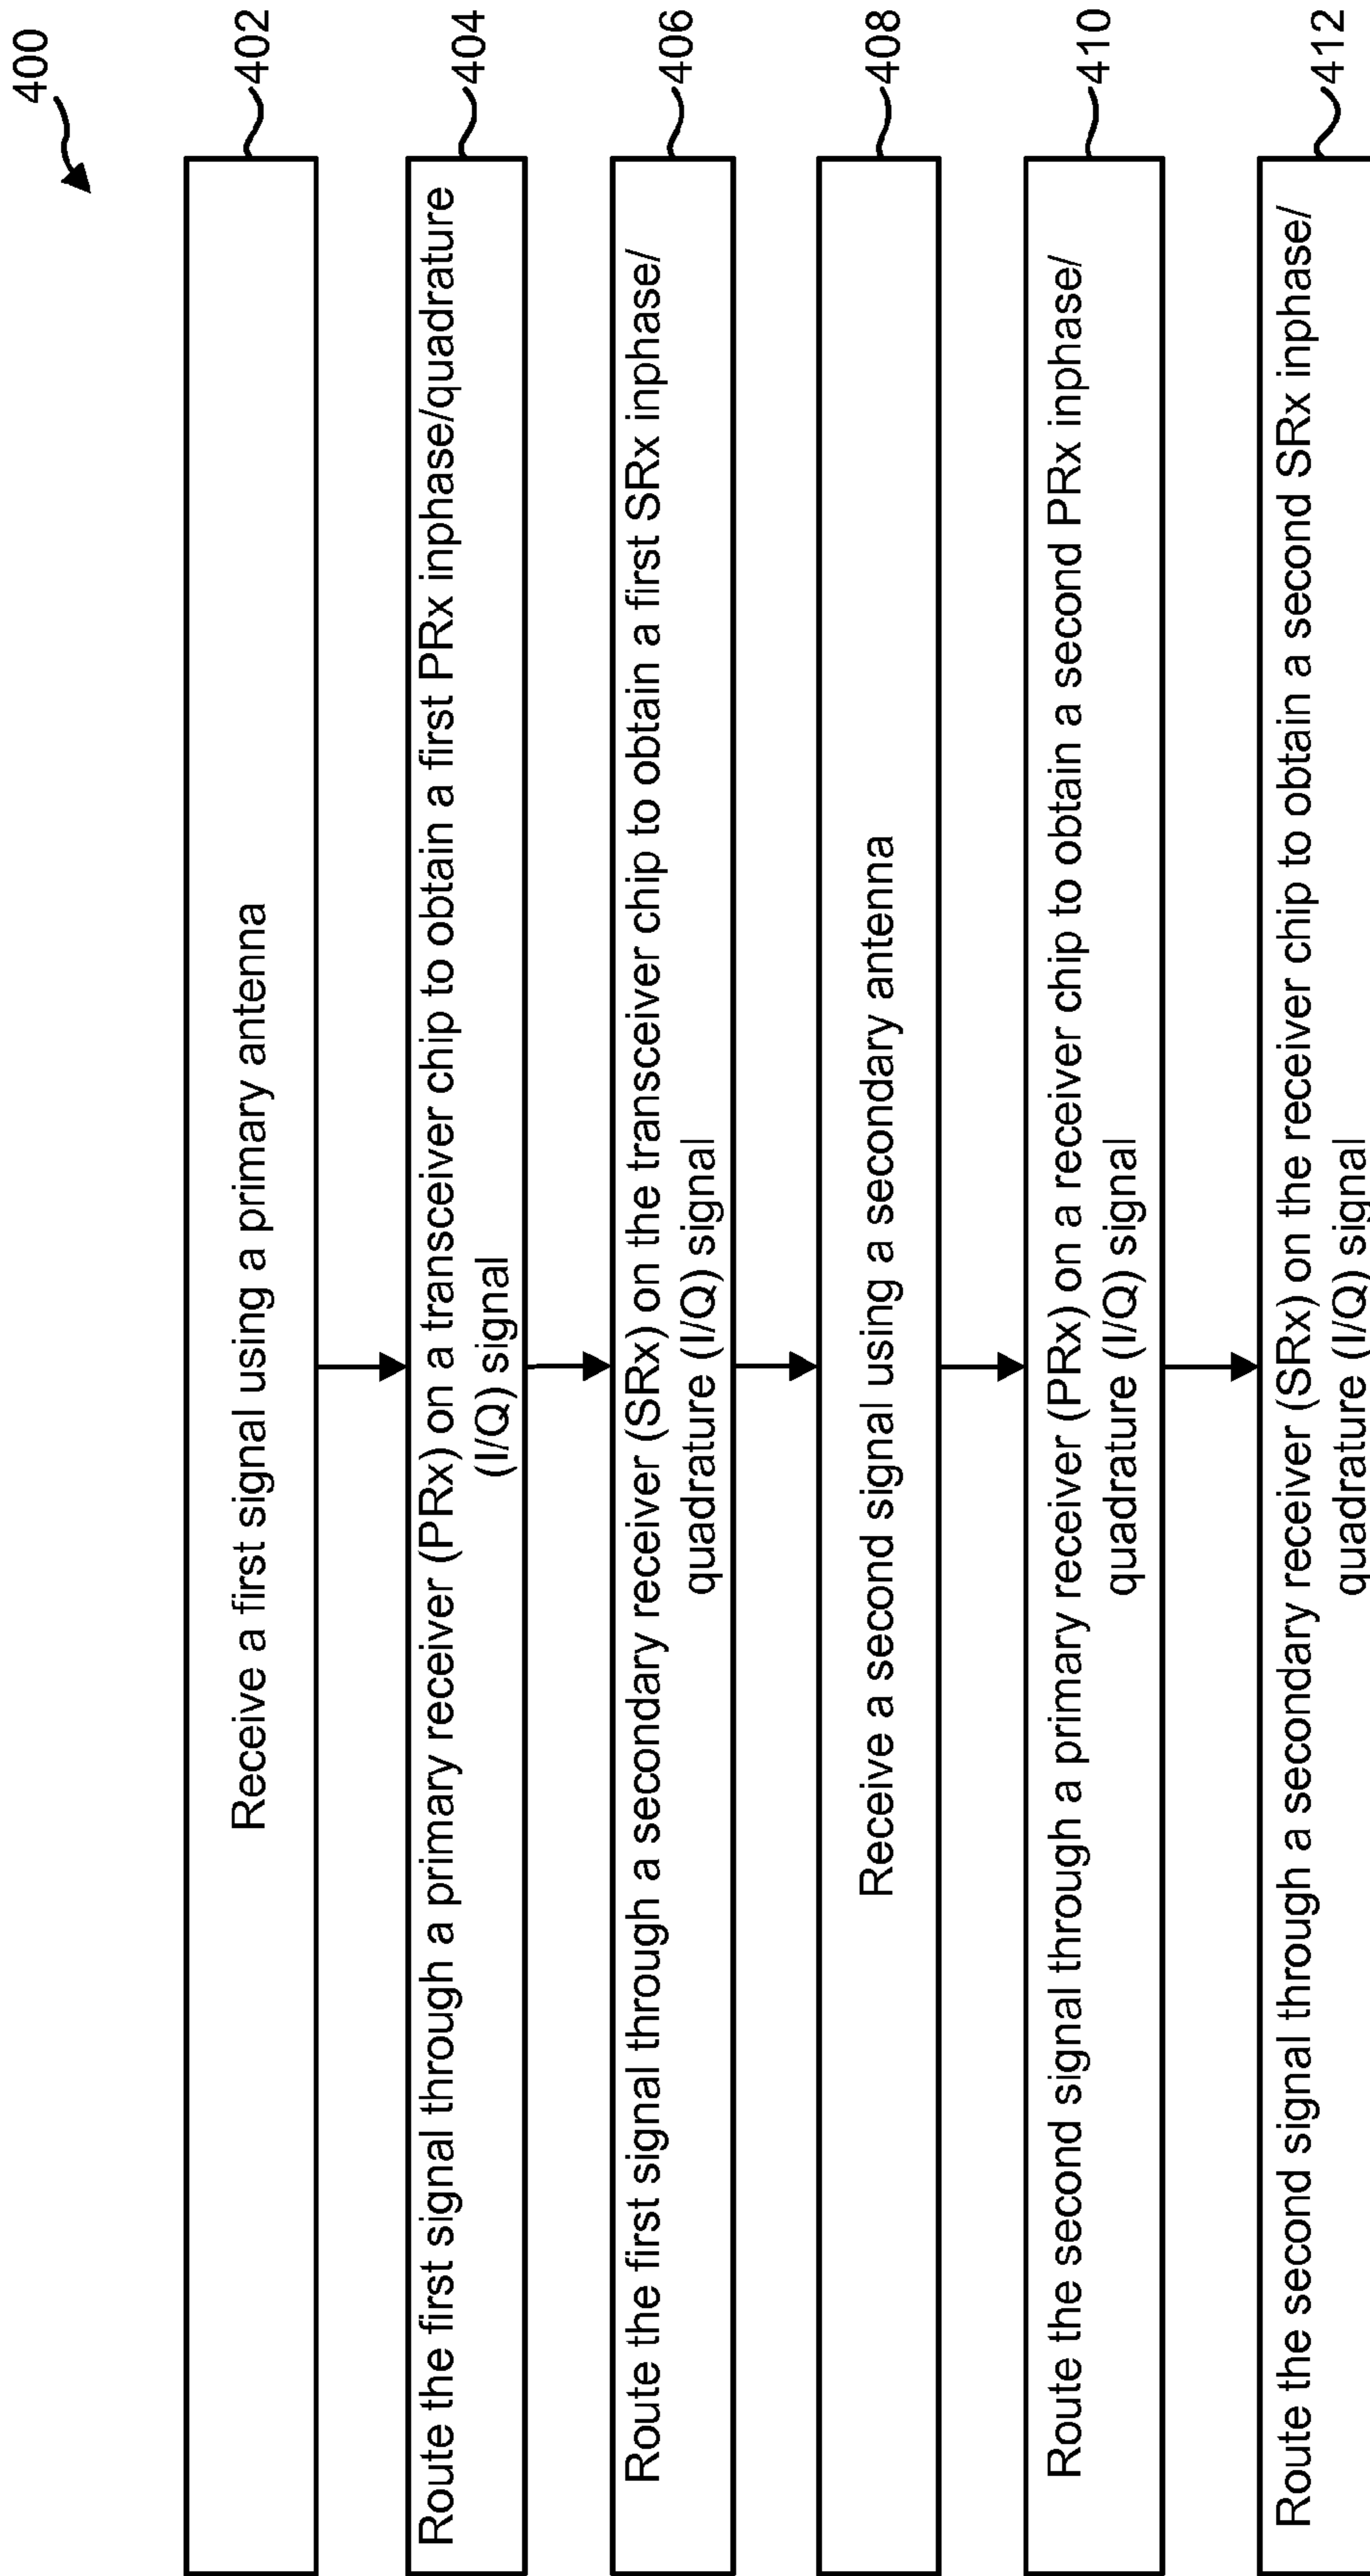 400
Receive a first signal using a primary antenna
402
Route the first signal through a primary receiver (PRx) on a transceiver chip to obtain a first PRx inphase/quadrature
(I/Q) signal
404
Route the first signal through a secondary receiver (SRx) on the transceiver chip to obtain a first SRx inphase/
quadrature (I/Q) signal
406
Receive a second signal using a secondary antenna
408
Route the second signal through a primary receiver (PRx) on a receiver chip to obtain a second PRx inphase/
quadrature (I/Q) signal
410
Route the second signal through a secondary receiver (SRx) on the receiver chip to obtain a second SRx inphase/
quadrature (I/Q) signal
412